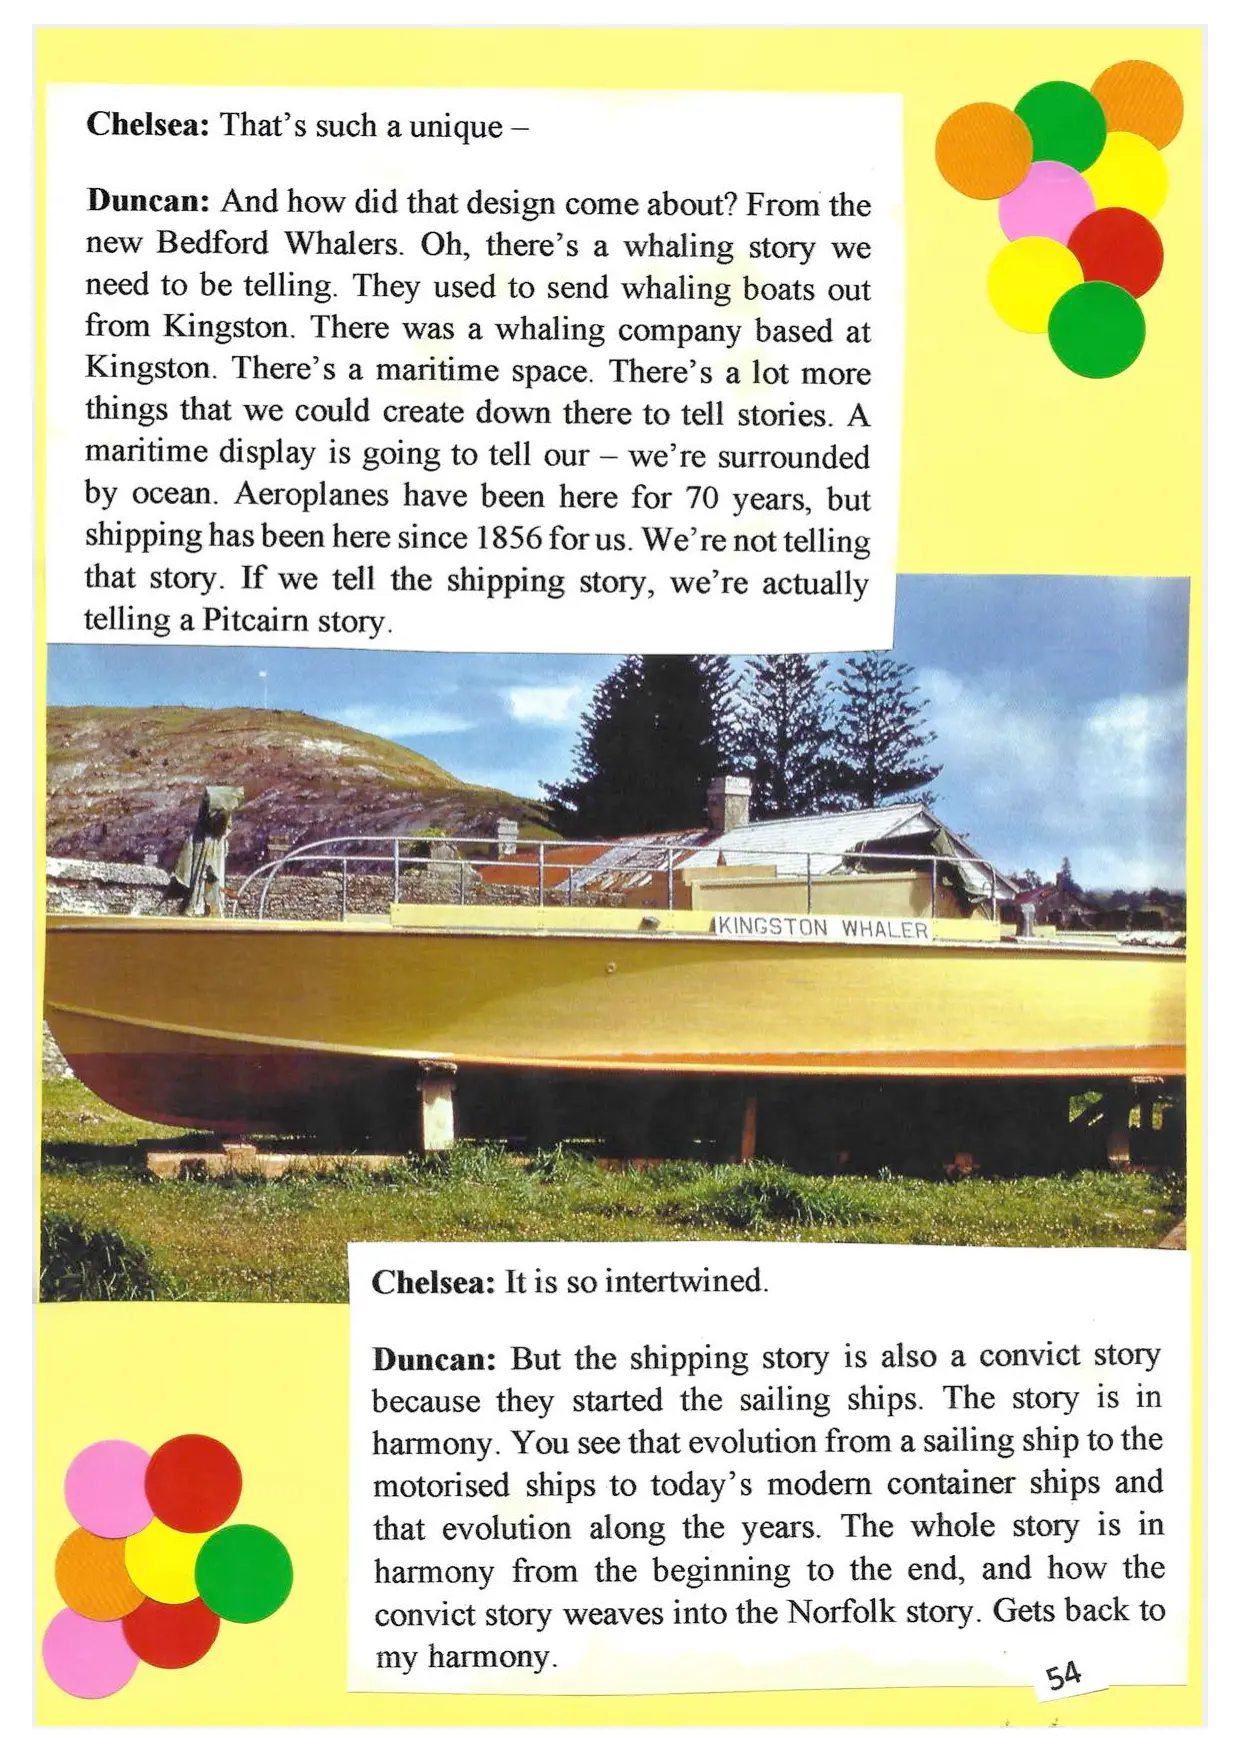 Chelsea: That's such a unique –
Duncan: And how did that design come about? From the
new Bedford Whalers. Oh, there's a whaling story we
need to be telling. They used to send whaling boats out
from Kingston. There was a whaling company based at
Kingston. There's a maritime space. There's a lot more
things that we could create down there to tell stories. A
maritime display is going to tell our – we're surrounded
by ocean. Aeroplanes have been here for 70 years, but
shipping has been here since 1856 for us. We're not telling
that story. If we tell the shipping story, we're actually
telling a Pitcairn story.
KINGSTON WHALER
Chelsea: It is so intertwined.
Duncan: But the shipping story is also a convict story
because they started the sailing ships. The story is in
harmony. You see that evolution from a sailing ship to the
motorised ships to today's modern container ships and
that evolution along the years. The whole story is in
harmony from the beginning to the end, and how the
convict story weaves into the Norfolk story. Gets back to
my harmony.
54